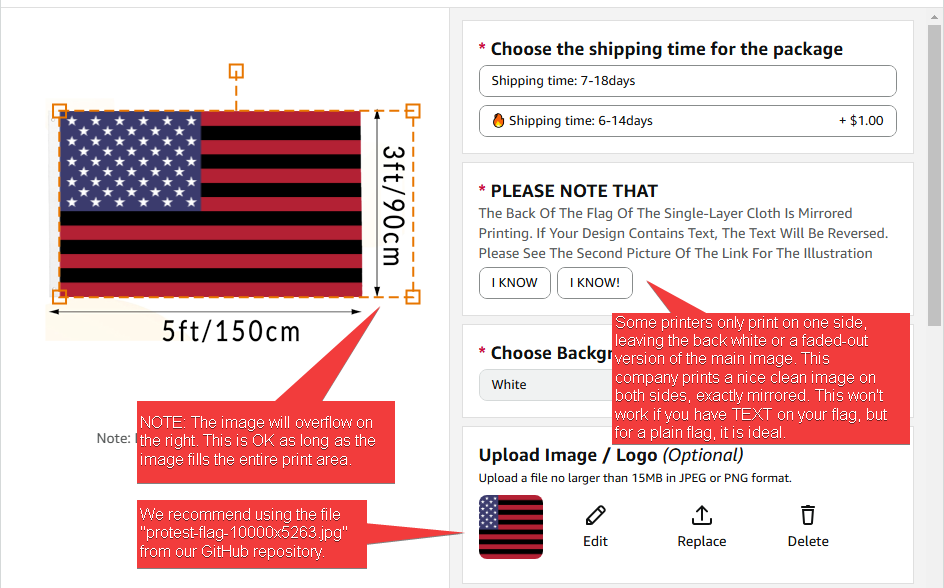 3ft/90cm
5ft/150cm
Note:
NOTE: The image will overflow on
the right. This is OK as long as the
image fills the entire print area.
We recommend using the file
"protest-flag-10000x5263.jpg"
from our GitHub repository.
* Choose the shipping time for the package
Shipping time: 7-18days
Shipping time: 6-14days + $1.00
* PLEASE NOTE THAT
The Back Of The Flag Of The Single-Layer Cloth Is Mirrored
Printing. If Your Design Contains Text, The Text Will Be Reversed.
Please See The Second Picture Of The Link For The Illustration
I KNOW I KNOW!
Some printers only print on one side,
leaving the back white or a faded-out
version of the main image. This
company prints a nice clean image on
both sides, exactly mirrored. This won't
work if you have TEXT on your flag, but
for a plain flag, it is ideal.
* Choose
White
Upload Image / Logo (Optional)
Upload a file no larger than 15MB in JPEG or PNG format.
Edit Replace Delete